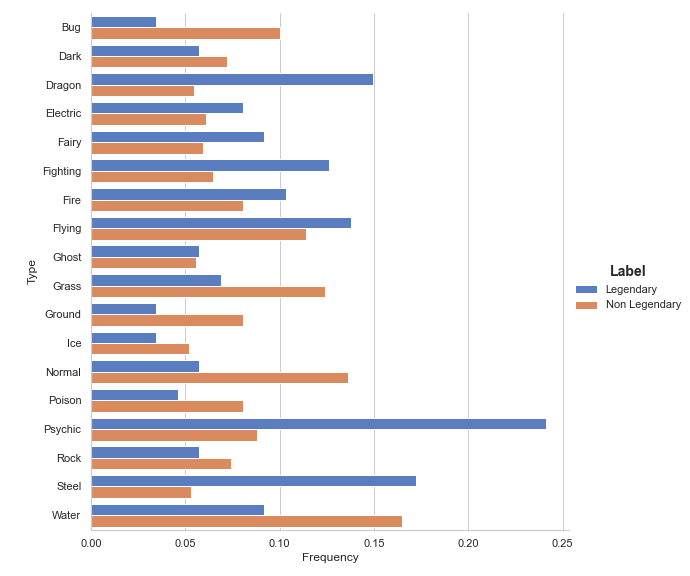 Bug
Dark
Dragon
Electric
Fairy
Fighting
Fire
Flying
Ghost
Grass
Ground
Ice
Normal
Poison
Psychic
Rock
Steel
Water
Type
0.00 0.05 0.10 0.15 0.20 0.25
Frequency
Label
Legendary
Non Legendary